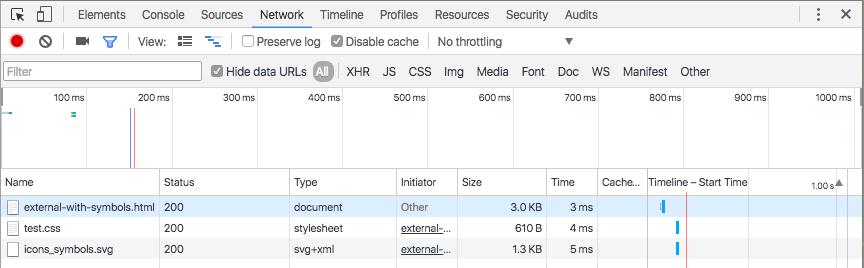 Elements Console Sources Network Timeline Profiles Resources Security Audits
View: Preserve log Disable cache No throttling
Filter Hide data URLs All XHR JS CSS Img Media Font Doc WS Manifest Other
100 ms 200 ms 300 ms 400 ms 500 ms 600 ms 700 ms 800 ms 900 ms 1000 ms
Name Status Type Initiator Size Time Cache... Timeline – Start Time 1.00 s
external-with-symbols.html 200 document Other 3.0 KB 3 ms
test.css 200 stylesheet external-... 610 B 4 ms
icons_symbols.svg 200 svg+xml external-... 1.3 KB 5 ms